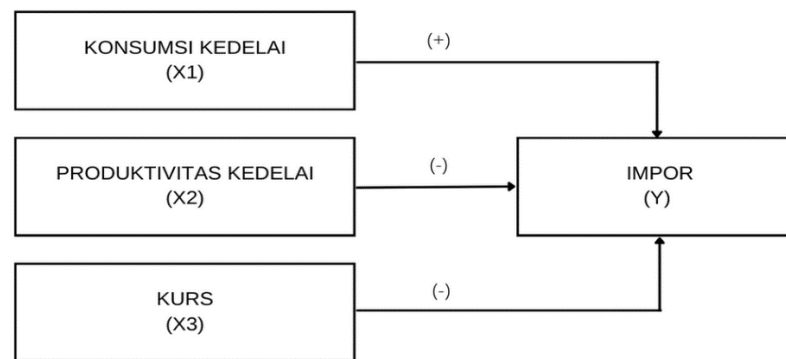 KONSUMSI KEDELAI
(X1)
(+)
PRODUKTIVITAS KEDELAI
(X2)
(-)
IMPOR
(Y)
KURS
(X3)
(-)